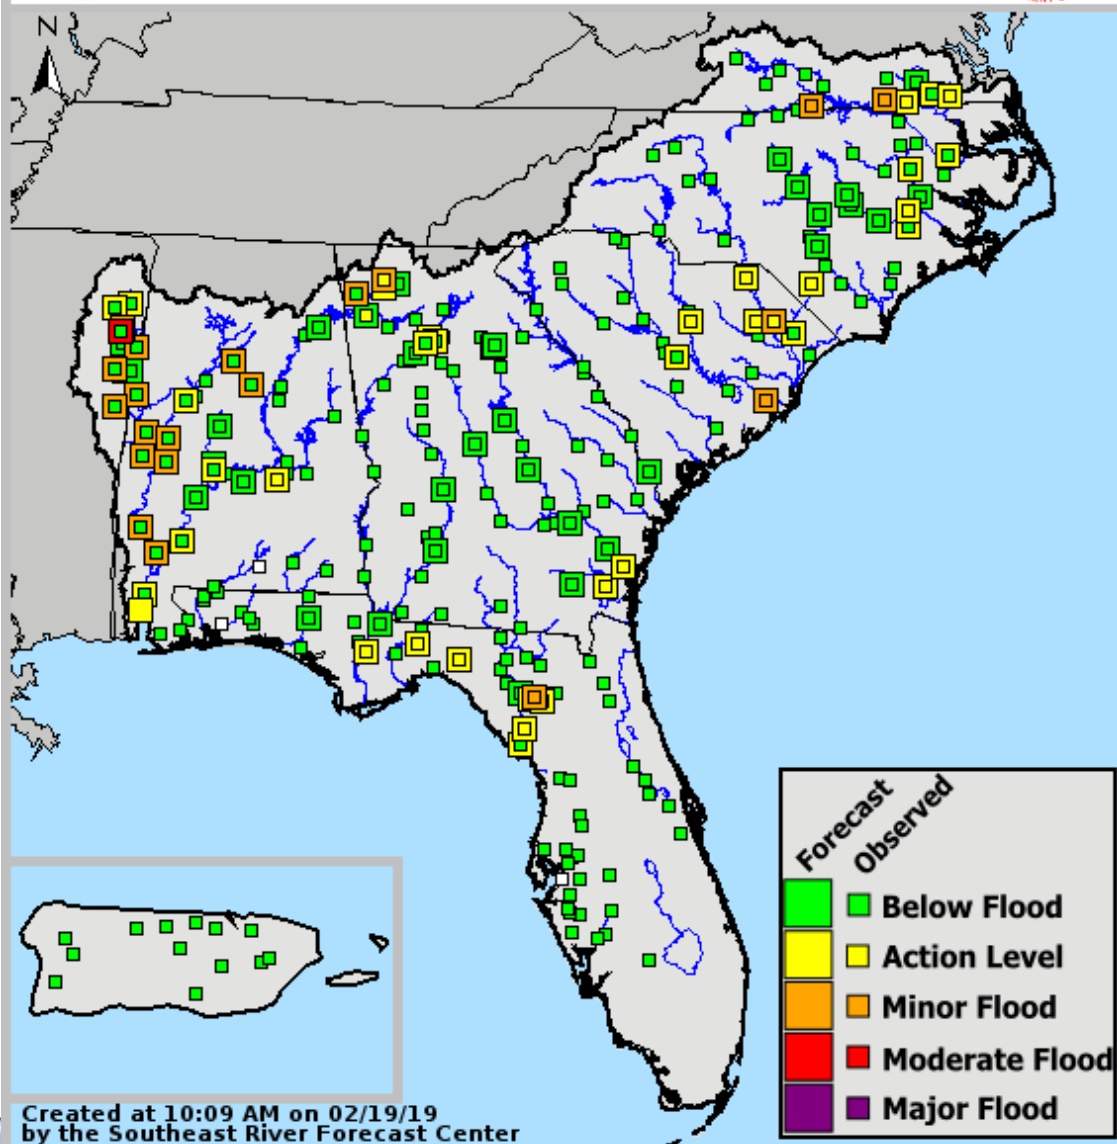 N
Forecast
Observed
Below Flood
Action Level
Minor Flood
Moderate Flood
Major Flood
Created at 10:09 AM on 02/19/19
by the Southeast River Forecast Center